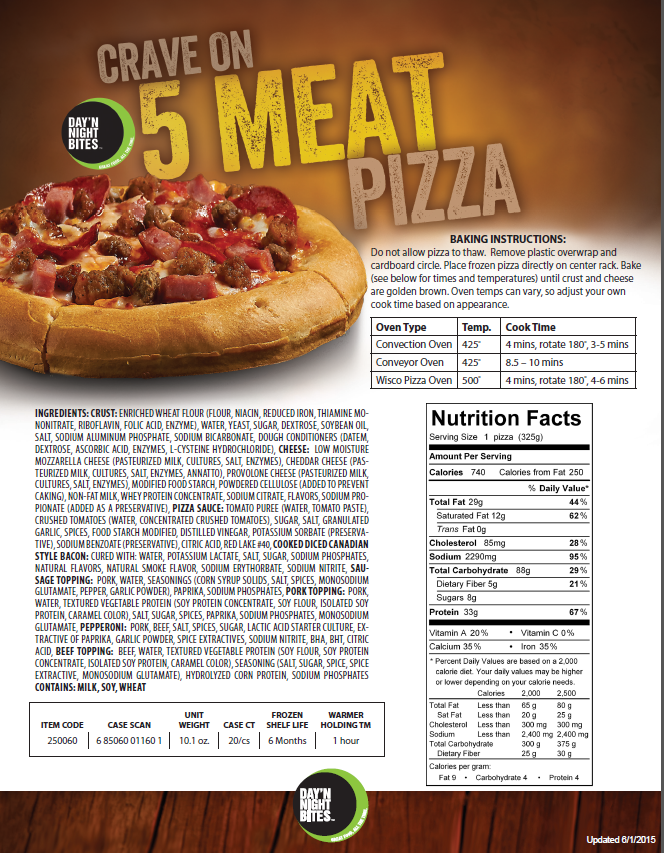 CRAVE ON
5 MEAT
PIZZA
DAY'N
NIGHT
BITES
BAKING INSTRUCTIONS:
Do not allow pizza to thaw. Remove plastic overwrap and
cardboard circle. Place frozen pizza directly on center rack. Bake
(see below for times and temperatures) until crust and cheese
are golden brown. Oven temps can vary, so adjust your own
cook time based on appearance.
Oven Type Temp. Cook Time
Convection Oven 425° 4 mins, rotate 180°, 3-5 mins
Conveyor Oven 425° 8.5 – 10 mins
Wisco Pizza Oven 500° 4 mins, rotate 180°, 4-6 mins
INGREDIENTS: CRUST: ENRICHED WHEAT FLOUR (FLOUR, NIACIN, REDUCED IRON, THIAMINE MO-
NONITRATE, RIBOFLAVIN, FOLIC ACID, ENZYME), WATER, YEAST, SUGAR, DEXTROSE, SOYBEAN OIL,
SALT, SODIUM ALUMINUM PHOSPHATE, SODIUM BICARBONATE, DOUGH CONDITIONERS (DATEM,
DEXTROSE, ASCORBIC ACID, ENZYMES, L-CYSTEINE HYDROCHLORIDE), CHEESE: LOW MOISTURE
MOZZARELLA CHEESE (PASTEURIZED MILK, CULTURES, SALT, ENZYMES), CHEDDAR CHEESE (PAS-
TEURIZED MILK, CULTURES, SALT, ENZYMES, ANNATTO), PROVOLONE CHEESE (PASTEURIZED MILK,
CULTURES, SALT, ENZYMES), MODIFIED FOOD STARCH, POWDERED CELLULOSE (ADDED TO PREVENT
CAKING), NON-FAT MILK, WHEY PROTEIN CONCENTRATE, SODIUM CITRATE, FLAVORS, SODIUM PRO-
PIONATE (ADDED AS A PRESERVATIVE), PIZZA SAUCE: TOMATO PUREE (WATER, TOMATO PASTE),
CRUSHED TOMATOES (WATER, CONCENTRATED CRUSHED TOMATOES), SUGAR, SALT, GRANULATED
GARLIC, SPICES, FOOD STARCH MODIFIED, DISTILLED VINEGAR, POTASSIUM SORBATE (PRESERVA-
TIVE), SODIUM BENZOATE (PRESERVATIVE), CITRIC ACID, RED LAKE #40, COOKED DICED CANADIAN
STYLE BACON: CURED WITH: WATER, POTASSIUM LACTATE, SALT, SUGAR, SODIUM PHOSPHATES,
NATURAL FLAVORS, NATURAL SMOKE FLAVOR, SODIUM ERYTHORBATE, SODIUM NITRITE, SAU-
SAGE TOPPING: PORK, WATER, SEASONINGS (CORN SYRUP SOLIDS, SALT, SPICES, MONOSODIUM
GLUTAMATE, PEPPER, GARLIC POWDER), PAPRIKA, SODIUM PHOSPHATES, PORK TOPPING: PORK,
WATER, TEXTURED VEGETABLE PROTEIN (SOY PROTEIN CONCENTRATE, SOY FLOUR, ISOLATED SOY
PROTEIN, CARAMEL COLOR), SALT, SUGAR, SPICES, PAPRIKA, SODIUM PHOSPHATES, MONOSODIUM
GLUTAMATE, PEPPERONI: PORK, BEEF, SALT, SPICES, SUGAR, LACTIC ACID STARTER CULTURE, EX-
TRACTIVE OF PAPRIKA, GARLIC POWDER, SPICE EXTRACTIVES, SODIUM NITRITE, BHA, BHT, CITRIC
ACID, BEEF TOPPING: BEEF, WATER, TEXTURED VEGETABLE PROTEIN (SOY FLOUR, SOY PROTEIN
CONCENTRATE, ISOLATED SOY PROTEIN, CARAMEL COLOR), SEASONING (SALT, SUGAR, SPICE, SPICE
EXTRACTIVE, MONOSODIUM GLUTAMATE), HYDROLYZED CORN PROTEIN, SODIUM PHOSPHATES
CONTAINS: MILK, SOY, WHEAT
ITEM CODE CASE SCAN UNIT WEIGHT CASE CT FROZEN SHELF LIFE WARMER HOLDING TM
250060 6 85060 01160 1 10.1 oz. 20/cs 6 Months 1 hour
Nutrition Facts
Serving Size 1 pizza (325g)
Amount Per Serving
Calories 740 Calories from Fat 250
% Daily Value*
Total Fat 29g 44%
Saturated Fat 12g 62%
Trans Fat 0g
Cholesterol 85mg 28%
Sodium 2290mg 95%
Total Carbohydrate 88g 29%
Dietary Fiber 5g 21%
Sugars 8g
Protein 33g 67%
Vitamin A 20% • Vitamin C 0%
Calcium 35% • Iron 35%
* Percent Daily Values are based on a 2,000
calorie diet. Your daily values may be higher
or lower depending on your calorie needs.
Calories 2,000 2,500
Total Fat Less than 65 g 80 g
Sat Fat Less than 20 g 25 g
Cholesterol Less than 300 mg 300 mg
Sodium Less than 2,400 mg 2,400 mg
Total Carbohydrate 300 g 375 g
Dietary Fiber 25 g 30 g
Calories per gram:
Fat 9 • Carbohydrate 4 • Protein 4
DAY'N
NIGHT
BITES
Updated 6/1/2015